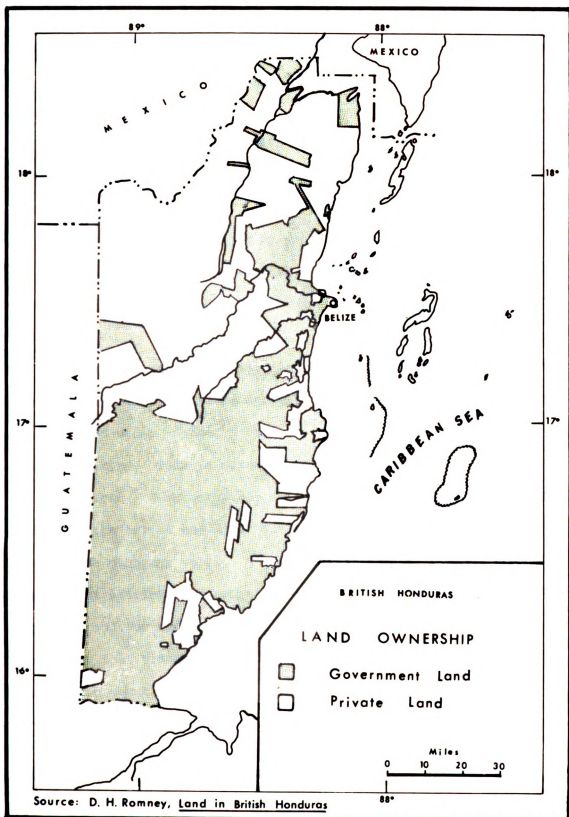 89°
88°
MEXICO
MEXICO
18°
18°
BELIZE
17°
17°
GUATEMALA
CARIBBEAN SEA
BRITISH HONDURAS
LAND OWNERSHIP
Government Land
Private Land
16°
Miles
0 10 20 30
89°
88°
Source: D. H. Romney, Land in British Honduras